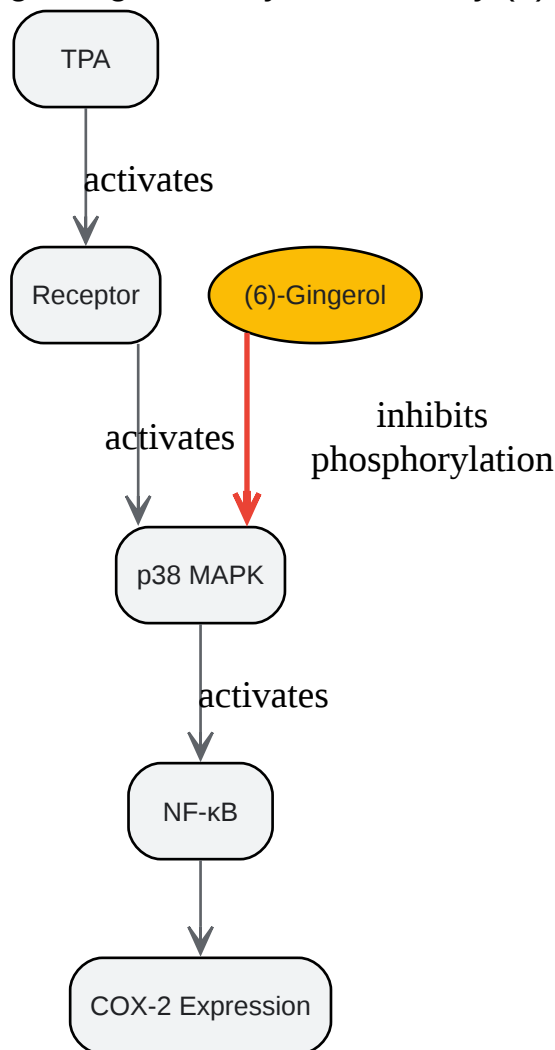 TPA
activates
Receptor
(6)-Gingerol
activates
inhibits
phosphorylation
p38 MAPK
activates
NF-κB
COX-2 Expression